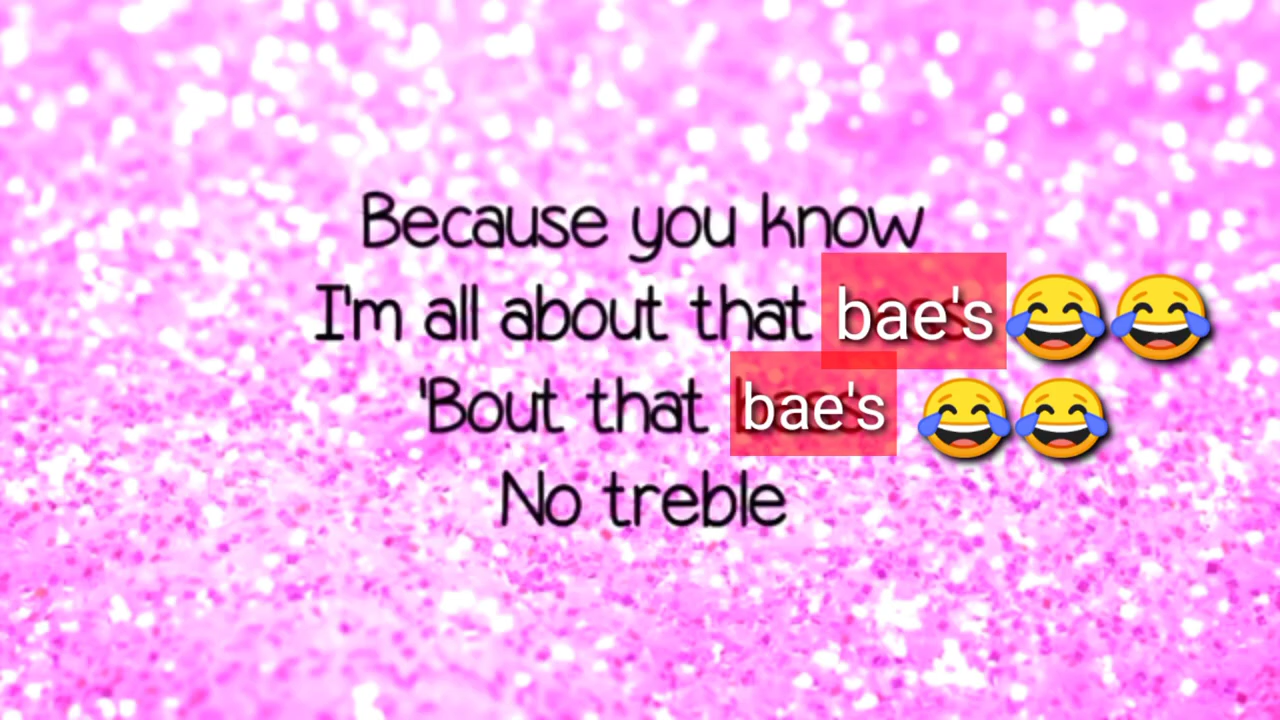 Because you know
I'm all about that bae's😂😂
'Bout that bae's 😂😂
No treble